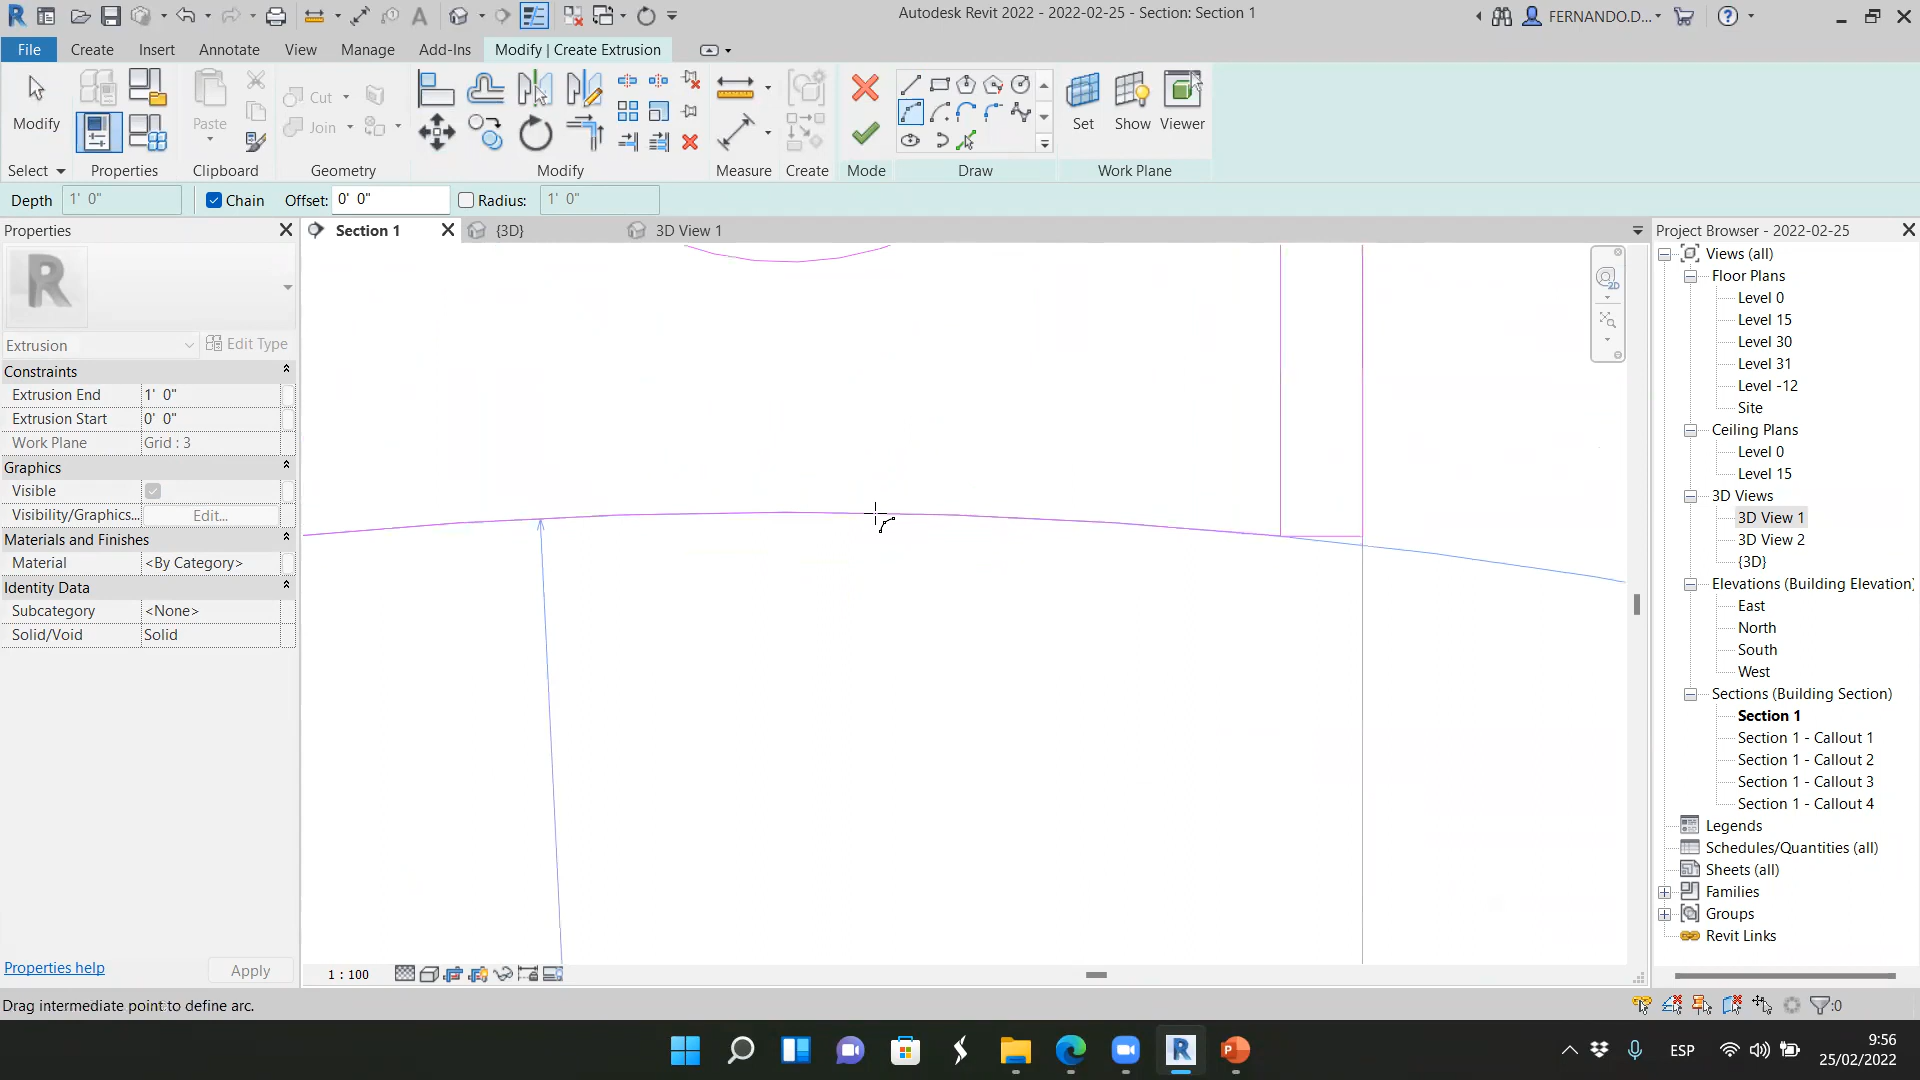 Autodesk Revit 2022 - 2022-02-25 - Section: Section 1
FERNANDO.D...
File
Create
Insert
Annotate
View
Manage
Add-Ins
Modify | Create Extrusion
Modify
Paste
Cut
Join
Set
Show
Viewer
Select
Properties
Clipboard
Geometry
Modify
Measure
Create
Mode
Draw
Work Plane
Depth
1' 0"
Chain
Offset:
0' 0"
Radius:
1' 0"
Properties
Extrusion
Edit Type
Constraints
Extrusion End
1' 0"
Extrusion Start
0' 0"
Work Plane
Grid : 3
Graphics
Visible
Visibility/Graphics...
Edit...
Materials and Finishes
Material
<By Category>
Identity Data
Subcategory
<None>
Solid/Void
Solid
Properties help
Apply
Section 1
{3D}
3D View 1
2D
1 : 100
Project Browser - 2022-02-25
Views (all)
Floor Plans
Level 0
Level 15
Level 30
Level 31
Level -12
Site
Ceiling Plans
Level 0
Level 15
3D Views
3D View 1
3D View 2
{3D}
Elevations (Building Elevation)
East
North
South
West
Sections (Building Section)
Section 1
Section 1 - Callout 1
Section 1 - Callout 2
Section 1 - Callout 3
Section 1 - Callout 4
Legends
Schedules/Quantities (all)
Sheets (all)
Families
Groups
Revit Links
Drag intermediate point to define arc.
:0
ESP
9:56
25/02/2022